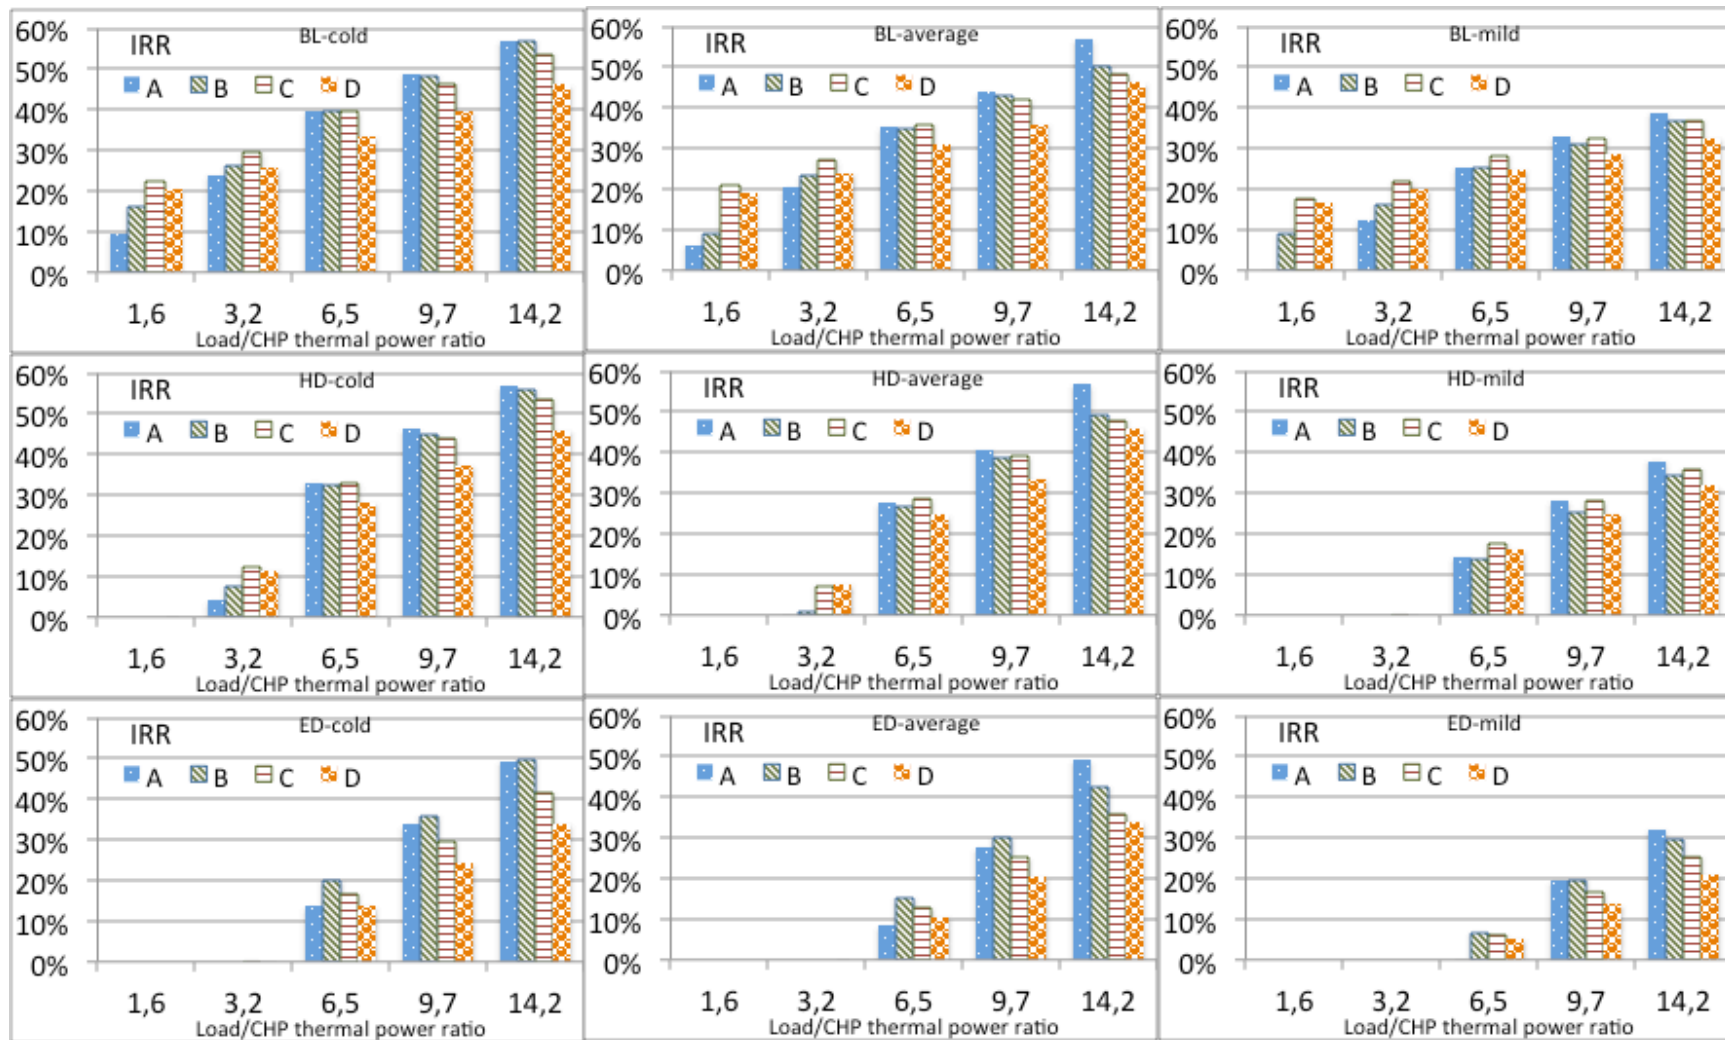 BL-cold
IRR
A B C D
60%
50%
40%
30%
20%
10%
0%
1,6 3,2 6,5 9,7 14,2
Load/CHP thermal power ratio
BL-average
IRR
A B C D
60%
50%
40%
30%
20%
10%
0%
1,6 3,2 6,5 9,7 14,2
Load/CHP thermal power ratio
BL-mild
IRR
A B C D
60%
50%
40%
30%
20%
10%
0%
1,6 3,2 6,5 9,7 14,2
Load/CHP thermal power ratio
HD-cold
IRR
A B C D
60%
50%
40%
30%
20%
10%
0%
1,6 3,2 6,5 9,7 14,2
Load/CHP thermal power ratio
HD-average
IRR
A B C D
60%
50%
40%
30%
20%
10%
0%
1,6 3,2 6,5 9,7 14,2
Load/CHP thermal power ratio
HD-mild
IRR
A B C D
60%
50%
40%
30%
20%
10%
0%
1,6 3,2 6,5 9,7 14,2
Load/CHP thermal power ratio
ED-cold
IRR
A B C D
60%
50%
40%
30%
20%
10%
0%
1,6 3,2 6,5 9,7 14,2
Load/CHP thermal power ratio
ED-average
IRR
A B C D
60%
50%
40%
30%
20%
10%
0%
1,6 3,2 6,5 9,7 14,2
Load/CHP thermal power ratio
ED-mild
IRR
A B C D
60%
50%
40%
30%
20%
10%
0%
1,6 3,2 6,5 9,7 14,2
Load/CHP thermal power ratio